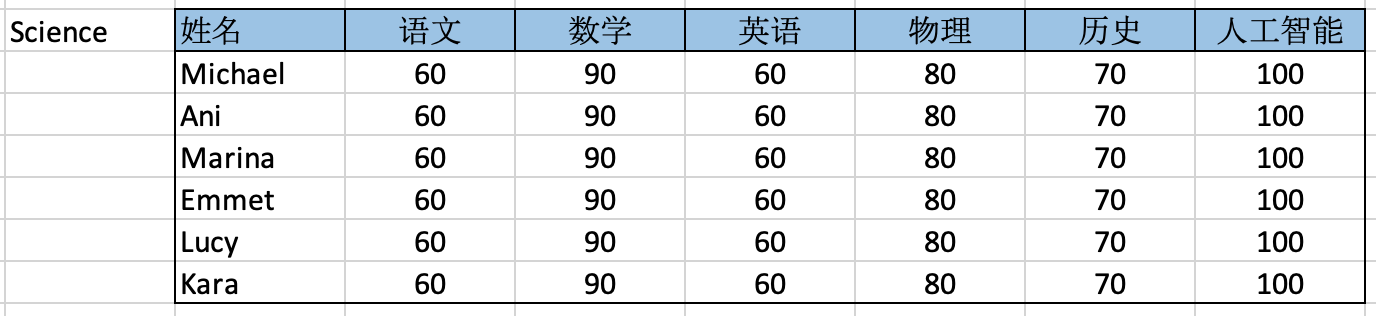 Science 姓名 语文 数学 英语 物理 历史 人工智能
Michael 60 90 60 80 70 100
Ani 60 90 60 80 70 100
Marina 60 90 60 80 70 100
Emmet 60 90 60 80 70 100
Lucy 60 90 60 80 70 100
Kara 60 90 60 80 70 100